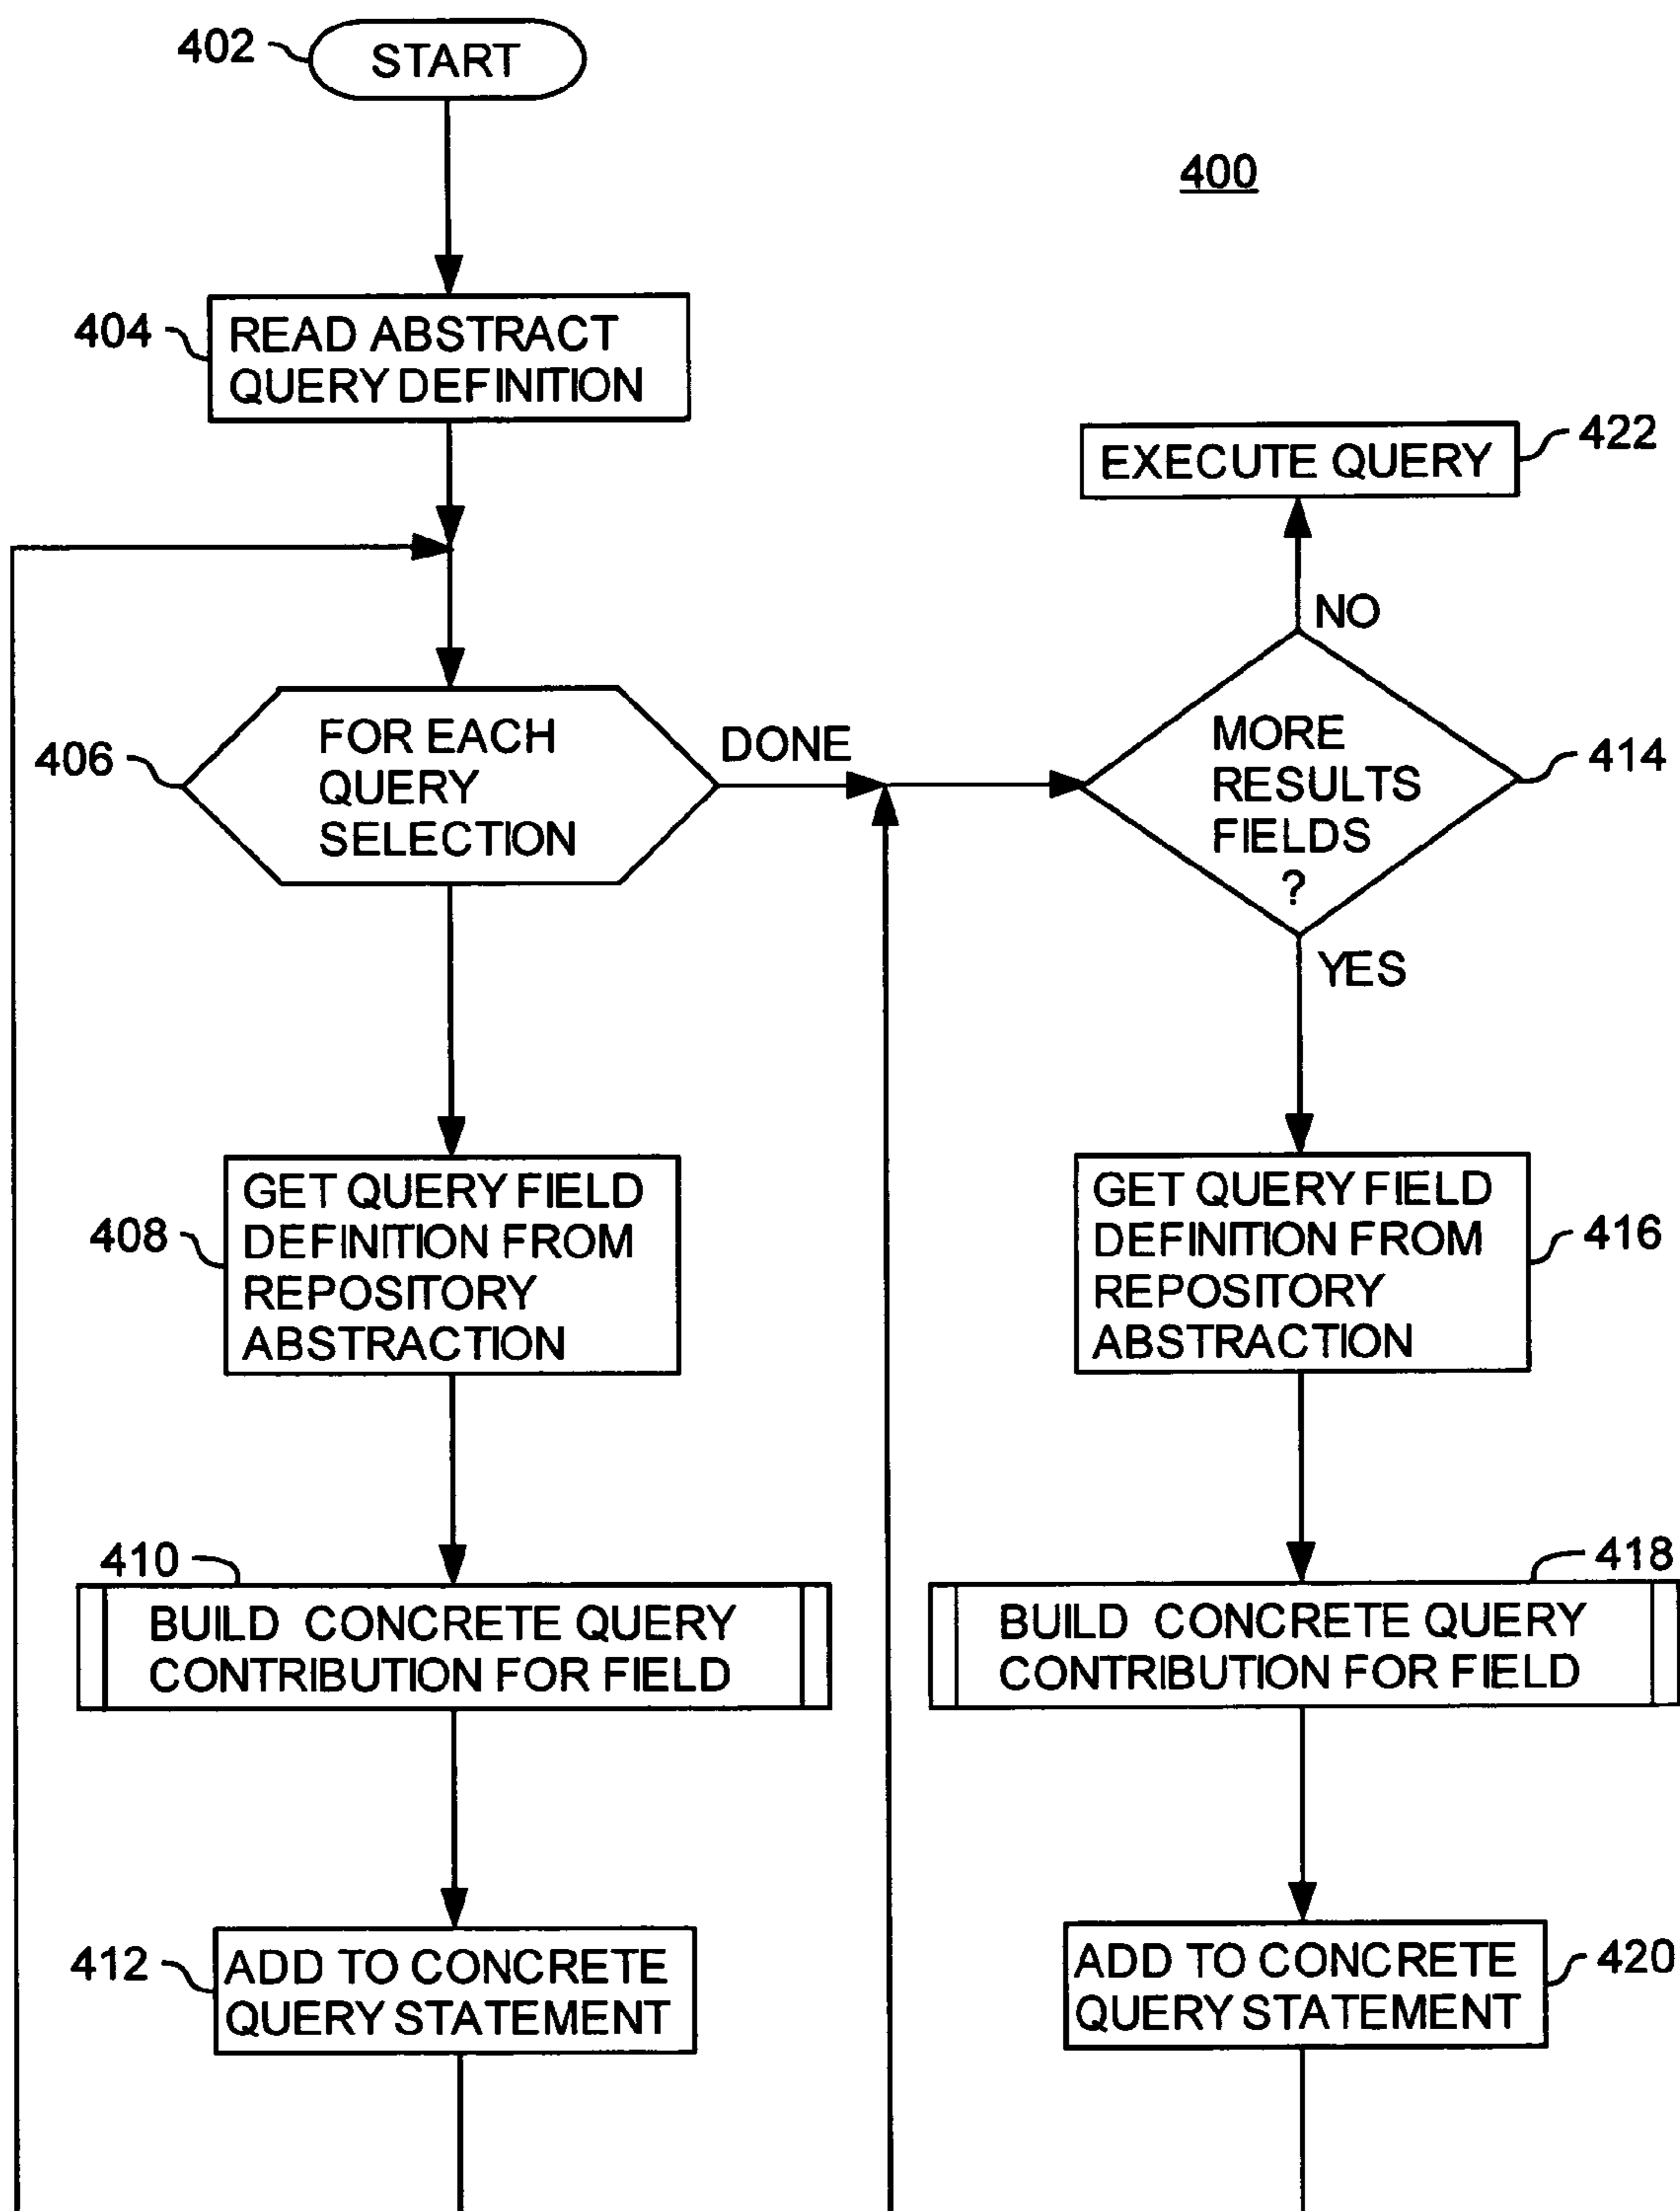 402
START
400
404
READ ABSTRACT
QUERY DEFINITION
422
EXECUTE QUERY
NO
406
FOR EACH
QUERY
SELECTION
DONE
MORE
RESULTS
FIELDS
?
414
YES
408
GET QUERY FIELD
DEFINITION FROM
REPOSITORY
ABSTRACTION
GET QUERY FIELD
DEFINITION FROM
REPOSITORY
ABSTRACTION
416
410
BUILD CONCRETE QUERY
CONTRIBUTION FOR FIELD
418
BUILD CONCRETE QUERY
CONTRIBUTION FOR FIELD
412
ADD TO CONCRETE
QUERY STATEMENT
ADD TO CONCRETE
QUERY STATEMENT
420